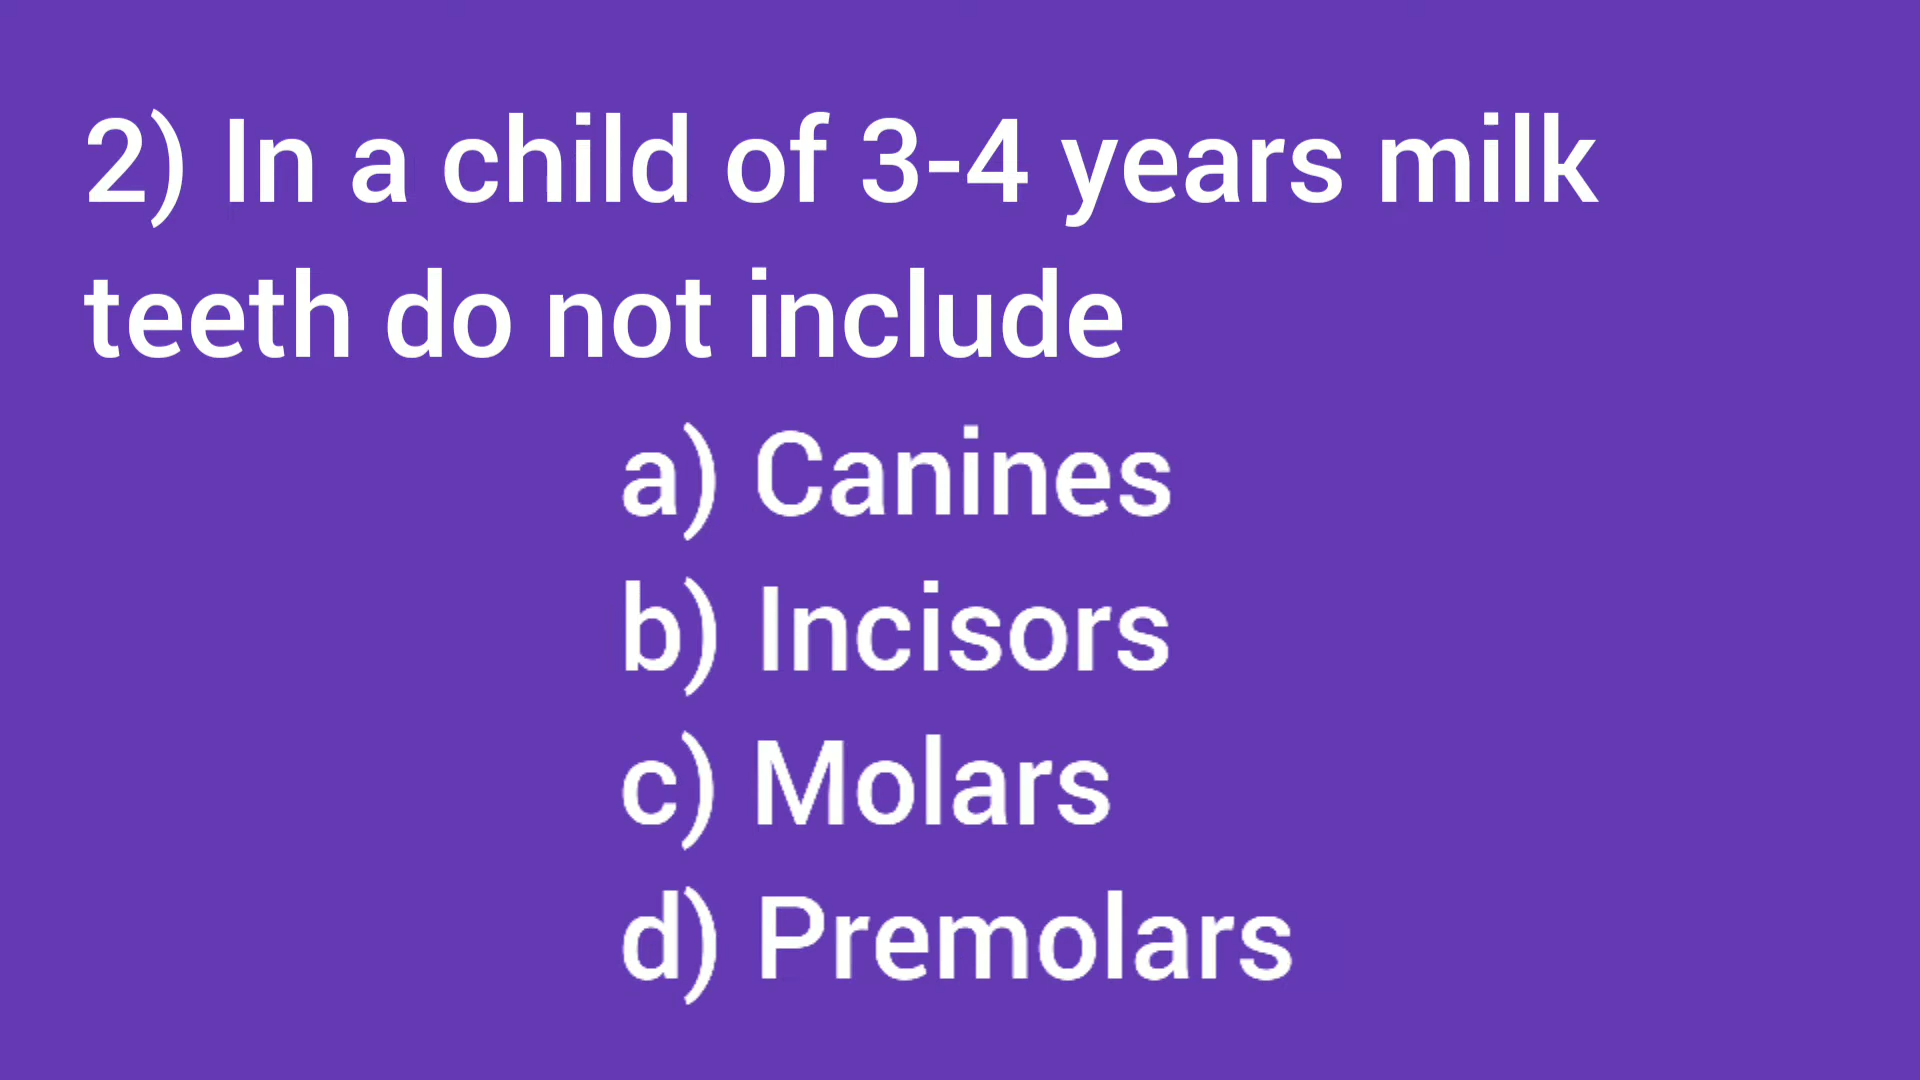 2) In a child of 3-4 years milk
teeth do not include
a) Canines
b) Incisors
c) Molars
d) Premolars